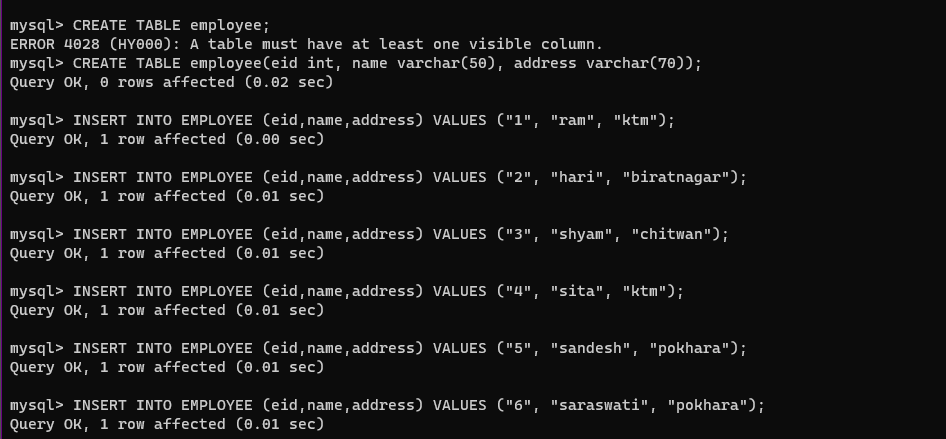 mysql> CREATE TABLE employee;
ERROR 4028 (HY000): A table must have at least one visible column.
mysql> CREATE TABLE employee(eid int, name varchar(50), address varchar(70));
Query OK, 0 rows affected (0.02 sec)
mysql> INSERT INTO EMPLOYEE (eid,name,address) VALUES ("1", "ram", "ktm");
Query OK, 1 row affected (0.00 sec)
mysql> INSERT INTO EMPLOYEE (eid,name,address) VALUES ("2", "hari", "biratnagar");
Query OK, 1 row affected (0.01 sec)
mysql> INSERT INTO EMPLOYEE (eid,name,address) VALUES ("3", "shyam", "chitwan");
Query OK, 1 row affected (0.01 sec)
mysql> INSERT INTO EMPLOYEE (eid,name,address) VALUES ("4", "sita", "ktm");
Query OK, 1 row affected (0.01 sec)
mysql> INSERT INTO EMPLOYEE (eid,name,address) VALUES ("5", "sandesh", "pokhara");
Query OK, 1 row affected (0.01 sec)
mysql> INSERT INTO EMPLOYEE (eid,name,address) VALUES ("6", "saraswati", "pokhara");
Query OK, 1 row affected (0.01 sec)